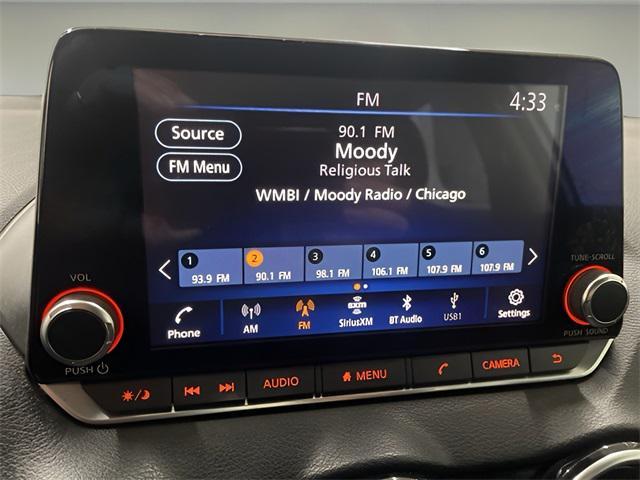 FM 4:33
Source
90.1 FM
Moody
Religious Talk
FM Menu
WMBI / Moody Radio / Chicago
1 2 3 4 5 6
93.9 FM 90.1 FM 98.1 FM 106.1 FM 107.9 FM 107.9 FM
Phone AM FM SXM SiriusXM BT Audio USB1 Settings
VOL
PUSH
TUNE-SCROLL
PUSH SOUND
AUDIO MENU CAMERA